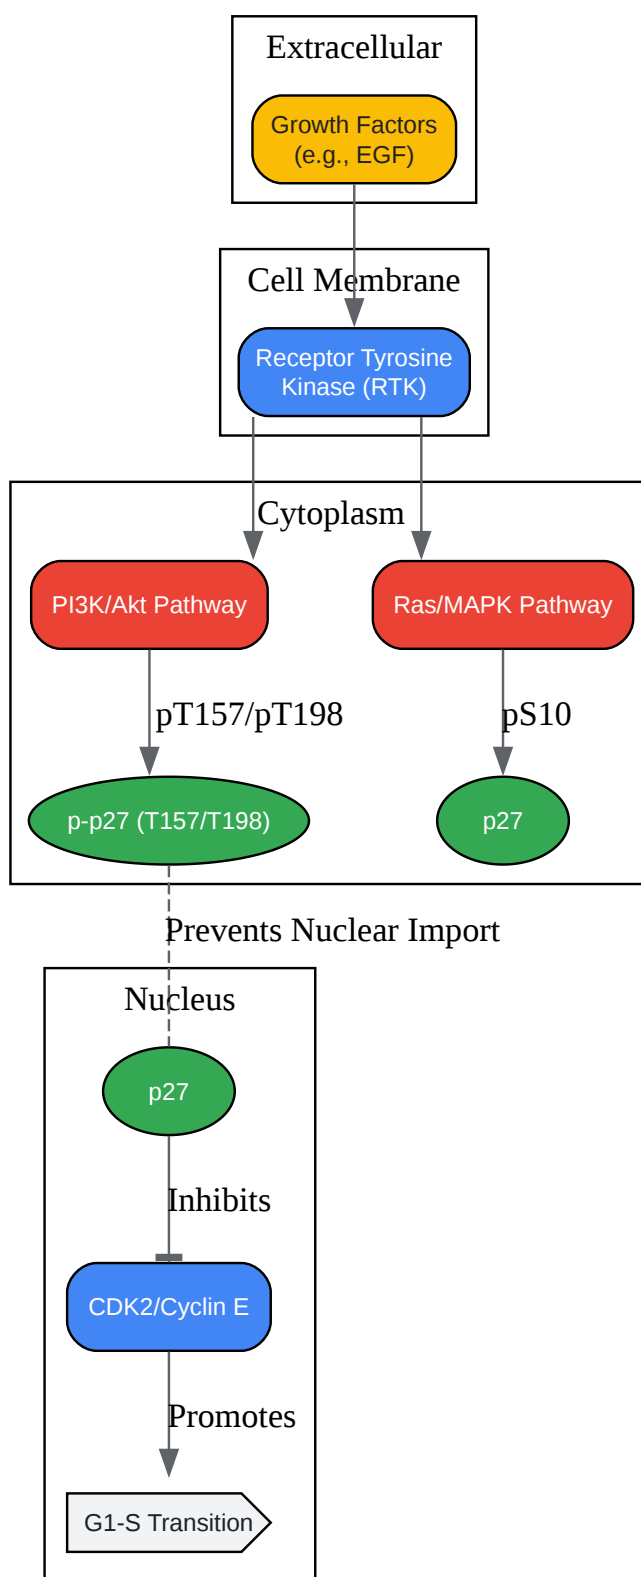 Extracellular
Growth Factors
(e.g., EGF)
Cell Membrane
Receptor Tyrosine
Kinase (RTK)
Cytoplasm
PI3K/Akt Pathway
Ras/MAPK Pathway
pT157/pT198
pS10
p-p27 (T157/T198)
p27
Prevents Nuclear Import
Nucleus
p27
Inhibits
CDK2/Cyclin E
Promotes
G1-S Transition